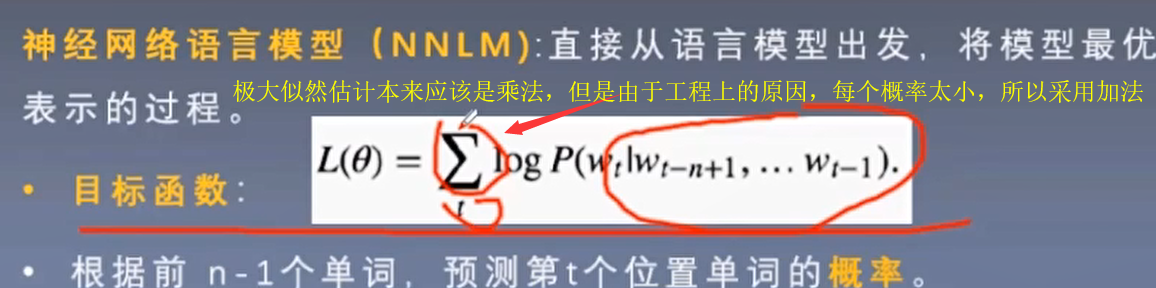 神经网络语言模型（NNLM):直接从语言模型出发，将模型最优
极大似然估计本来应该是乘法，但是由于工程上的原因，每个概率太小，所以采用加法
表示的过程。
• 目标函数: L(θ) = ∑_t log P(w_t|w_{t−n+1}, … w_{t−1}).
• 根据前 n-1个单词，预测第t个位置单词的概率。